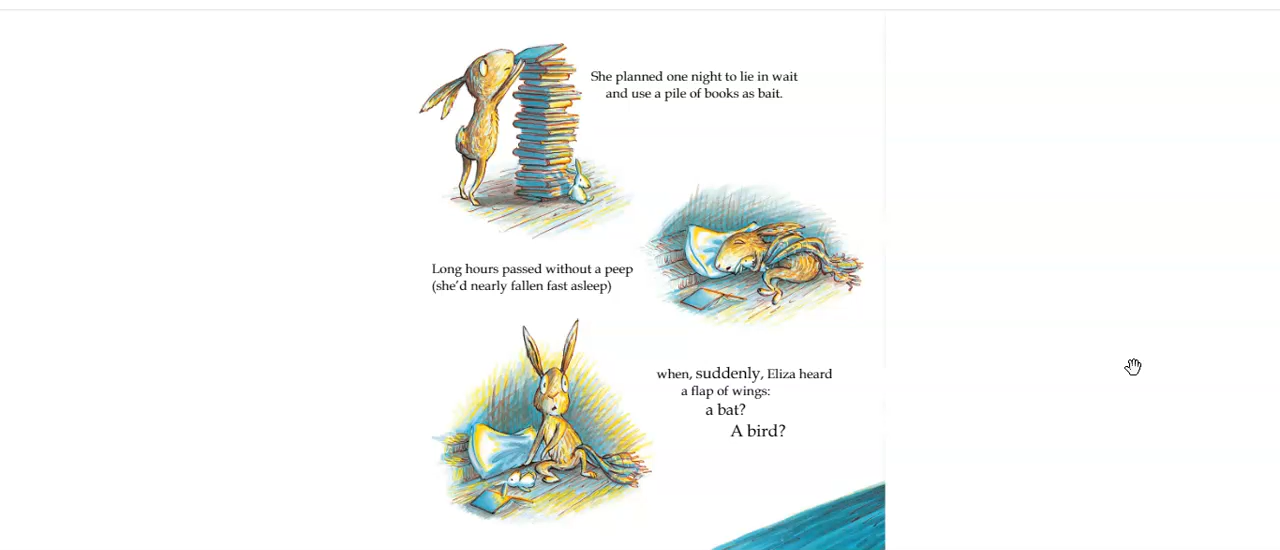 She planned one night to lie in wait
and use a pile of books as bait.
Long hours passed without a peep
(she’d nearly fallen fast asleep)
when, suddenly, Eliza heard
a flap of wings:
a bat?
A bird?